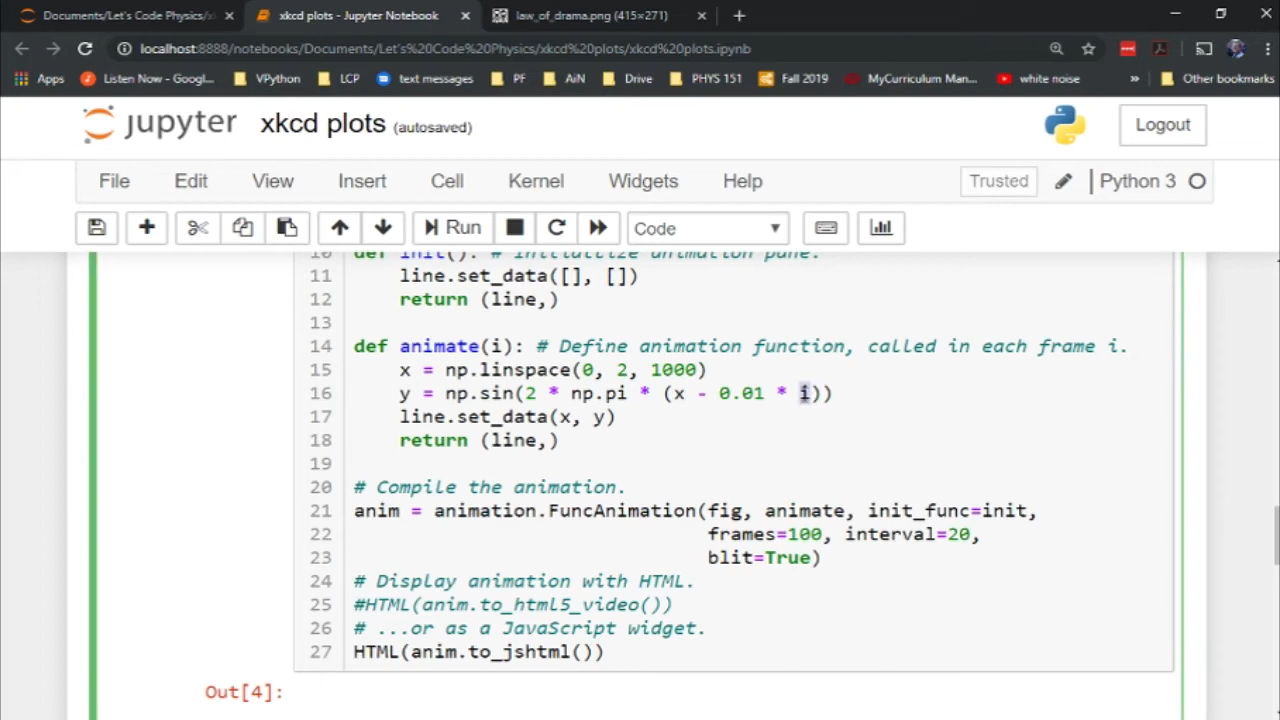 Documents/Let's Code Physics/x
xkcd plots - Jupyter Notebook
law_of_drama.png (415×271)
localhost:8888/notebooks/Documents/Let's%20Code%20Physics/xkcd%20plots/xkcd%20plots.ipynb
Apps
Listen Now - Googl...
VPython
LCP
text messages
PF
AiN
Drive
PHYS 151
Fall 2019
MyCurriculum Man...
white noise
»
Other bookmarks
jupyter xkcd plots (autosaved)
Logout
File Edit View Insert Cell Kernel Widgets Help
Trusted
Python 3
Run
Code
10 def init(): # Initialize animation pane.
11 line.set_data([], [])
12 return (line,)
13
14 def animate(i): # Define animation function, called in each frame i.
15 x = np.linspace(0, 2, 1000)
16 y = np.sin(2 * np.pi * (x - 0.01 * i))
17 line.set_data(x, y)
18 return (line,)
19
20 # Compile the animation.
21 anim = animation.FuncAnimation(fig, animate, init_func=init,
22 frames=100, interval=20,
23 blit=True)
24 # Display animation with HTML.
25 #HTML(anim.to_html5_video())
26 # ...or as a JavaScript widget.
27 HTML(anim.to_jshtml())
Out[4]: